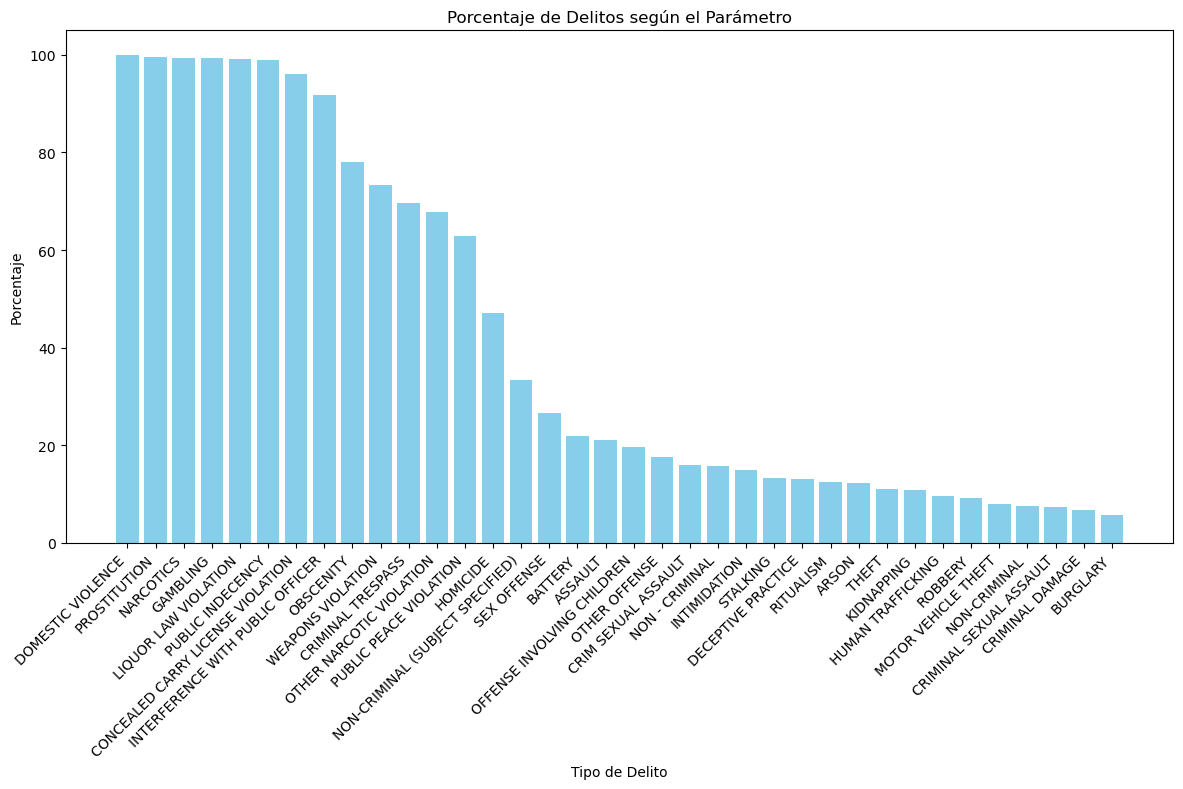 Porcentaje de Delitos según el Parámetro
Porcentaje
100
80
60
40
20
0
DOMESTIC VIOLENCE
PROSTITUTION
NARCOTICS
GAMBLING
LIQUOR LAW VIOLATION
PUBLIC INDECENCY
CONCEALED CARRY LICENSE VIOLATION
INTERFERENCE WITH PUBLIC OFFICER
OBSCENITY
WEAPONS VIOLATION
CRIMINAL TRESPASS
OTHER NARCOTIC VIOLATION
PUBLIC PEACE VIOLATION
HOMICIDE
NON-CRIMINAL (SUBJECT SPECIFIED)
SEX OFFENSE
BATTERY
ASSAULT
OFFENSE INVOLVING CHILDREN
OTHER OFFENSE
CRIM SEXUAL ASSAULT
NON - CRIMINAL
INTIMIDATION
STALKING
DECEPTIVE PRACTICE
RITUALISM
ARSON
THEFT
KIDNAPPING
HUMAN TRAFFICKING
ROBBERY
MOTOR VEHICLE THEFT
NON-CRIMINAL
CRIMINAL SEXUAL ASSAULT
CRIMINAL DAMAGE
BURGLARY
Tipo de Delito